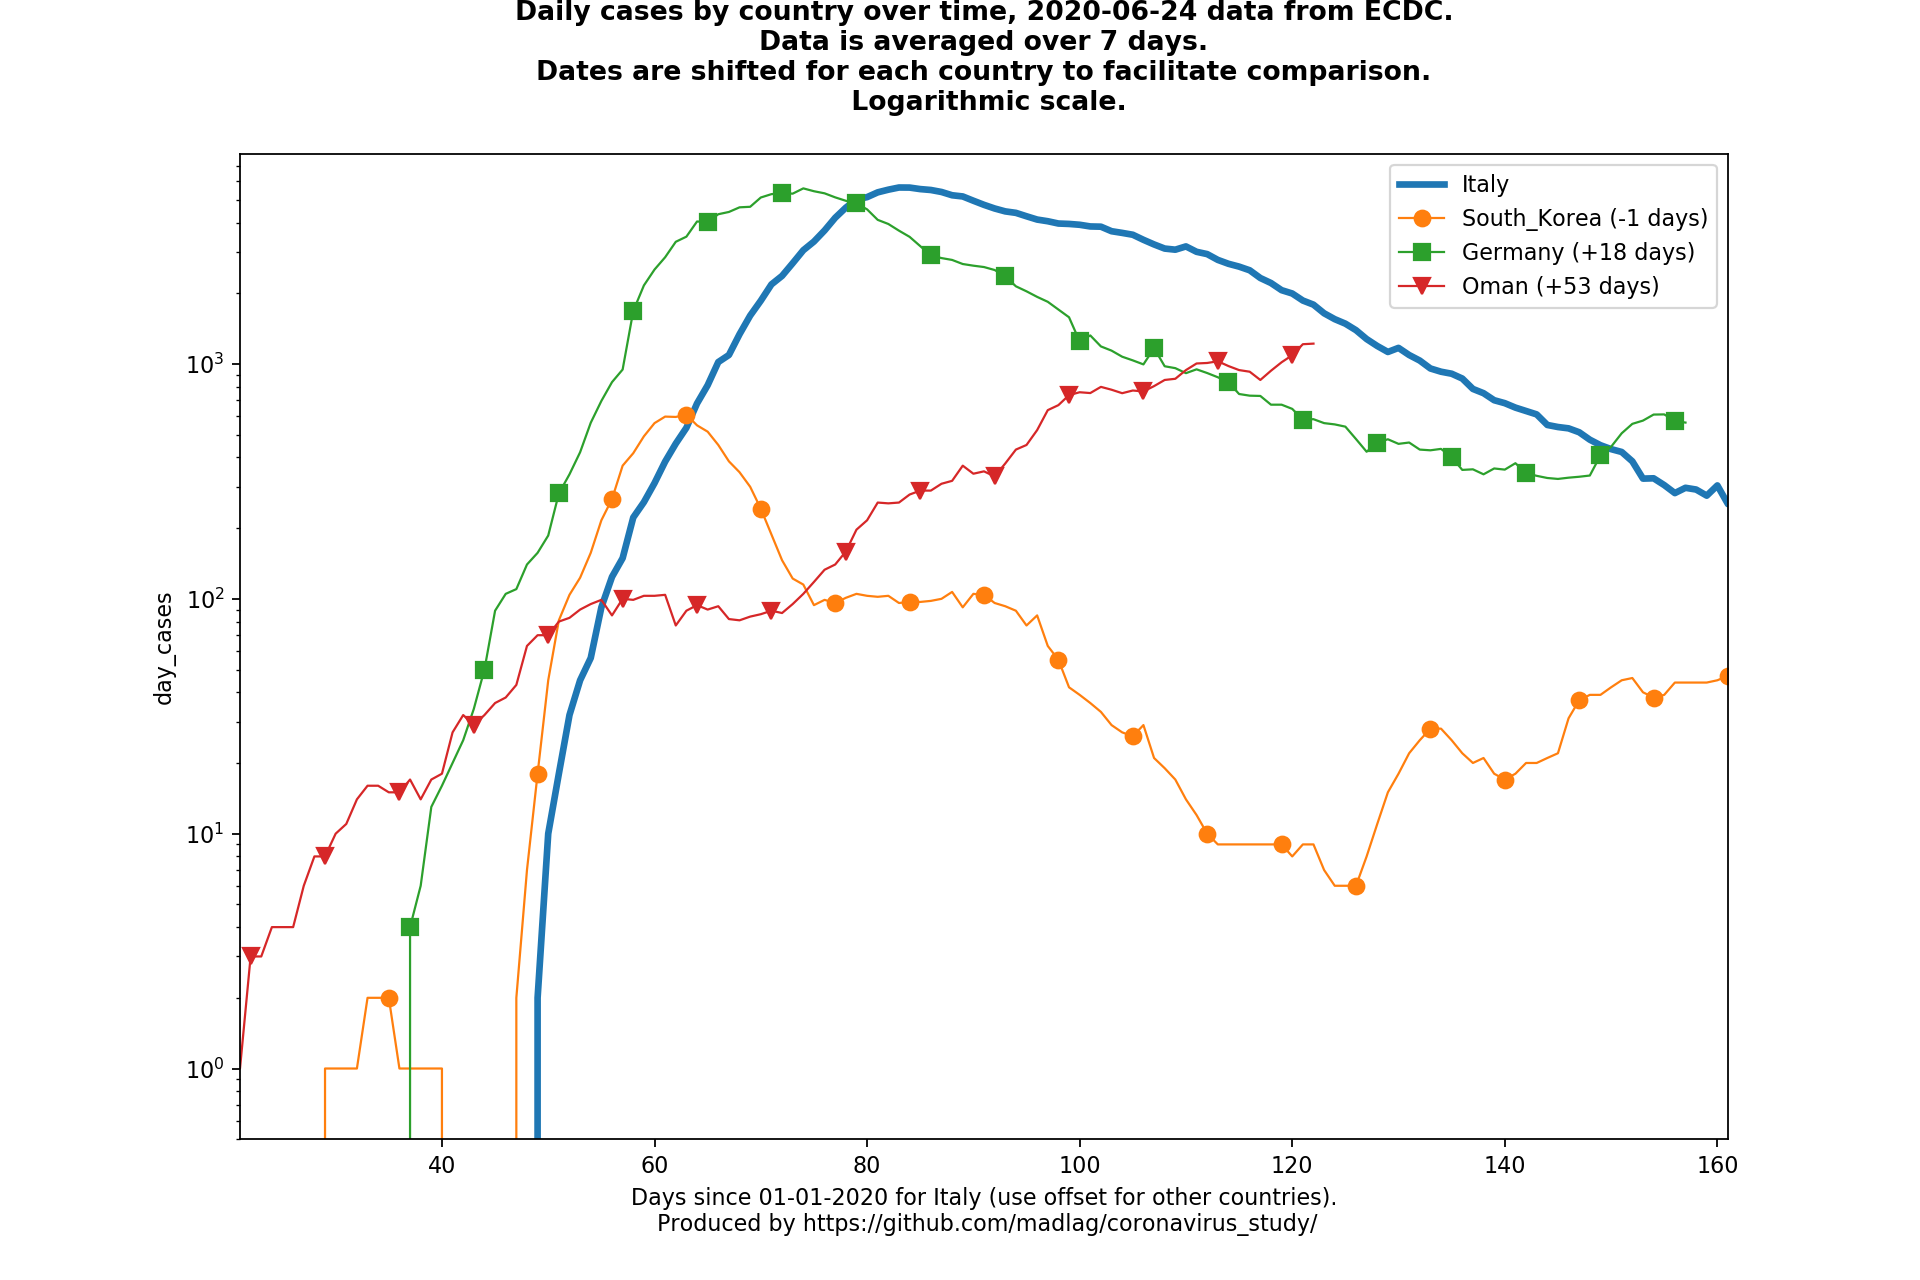 Daily cases by country over time, 2020-06-24 data from ECDC.
Data is averaged over 7 days.
Dates are shifted for each country to facilitate comparison.
Logarithmic scale.
Italy
South_Korea (-1 days)
Germany (+18 days)
Oman (+53 days)
10³
10²
10¹
10⁰
day_cases
40 60 80 100 120 140 160
Days since 01-01-2020 for Italy (use offset for other countries).
Produced by https://github.com/madlag/coronavirus_study/